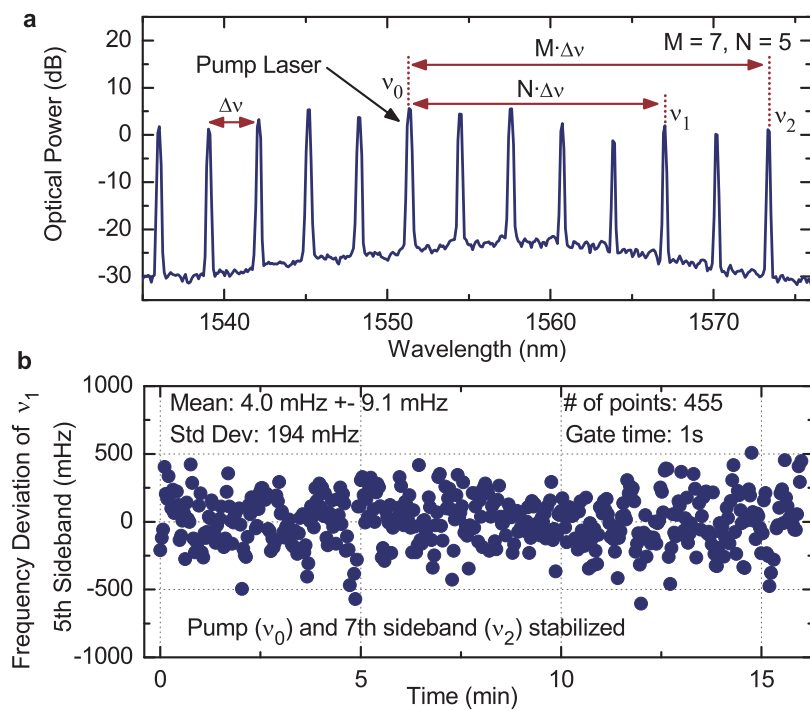 a
M·Δν
M = 7, N = 5
Pump Laser
ν0
N·Δν
Δν
ν1
ν2
20
10
0
-10
-20
-30
Optical Power (dB)
1540
1550
1560
1570
Wavelength (nm)
b
Mean: 4.0 mHz +- 9.1 mHz
# of points: 455
Std Dev: 194 mHz
Gate time: 1s
1000
500
0
-500
-1000
Frequency Deviation of ν1
5th Sideband (mHz)
Pump (ν0) and 7th sideband (ν2) stabilized
0
5
10
15
Time (min)